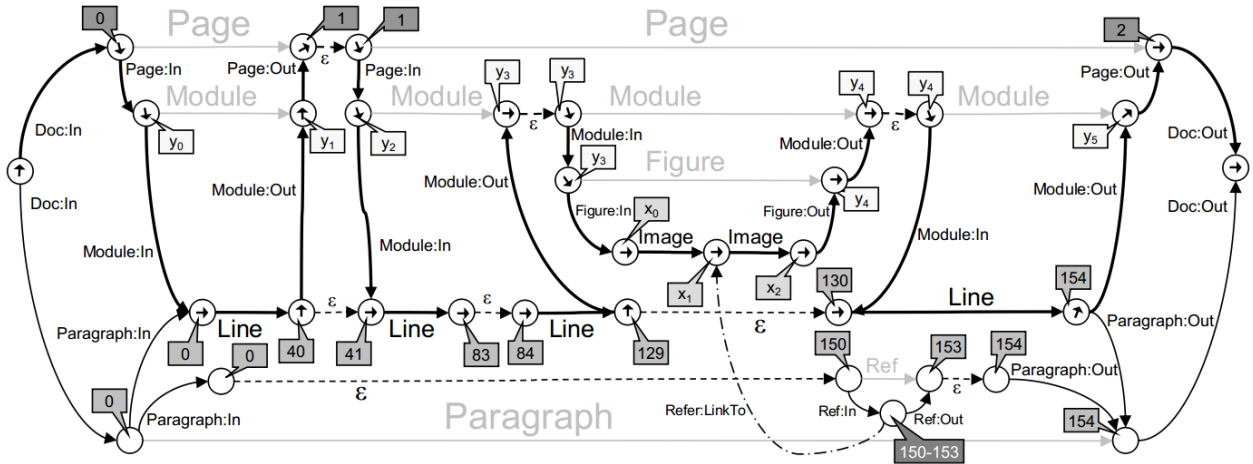 0 Page 1 1 Page 2
ε
Page:In Page:Out Page:In Page:Out
y3 y3 y4 y4
Module Module Module Module
ε ε
Doc:In Module:In Doc:Out
y0 y1 y2 y5
Module:Out
Figure
y3
Module:Out Module:Out Module:Out
y4
Doc:In Doc:Out
Figure:In x0 Figure:Out
Module:In Module:In Image Image Module:In
x1 x2
130 Line 154
ε ε
Paragraph:In Line Line Line ε Paragraph:Out
0 40 41 83 84 129
0 150 Ref 153 154
Paragraph:Out
ε ε
0 Paragraph:In Refer:LinkTo Ref:In Ref:Out 154
Paragraph
150-153